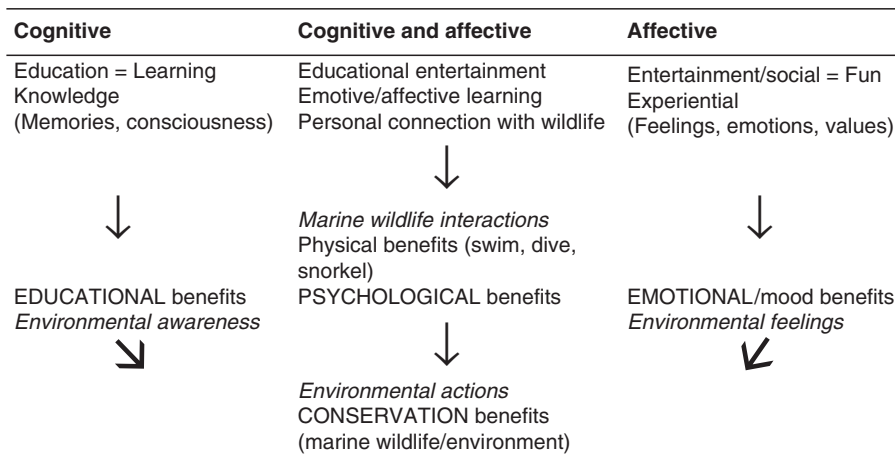 Cognitive
Cognitive and affective
Affective
Education = Learning
Knowledge
(Memories, consciousness)
Educational entertainment
Emotive/affective learning
Personal connection with wildlife
Entertainment/social = Fun
Experiential
(Feelings, emotions, values)
Marine wildlife interactions
Physical benefits (swim, dive,
snorkel)
PSYCHOLOGICAL benefits
EDUCATIONAL benefits
Environmental awareness
EMOTIONAL/mood benefits
Environmental feelings
Environmental actions
CONSERVATION benefits
(marine wildlife/environment)